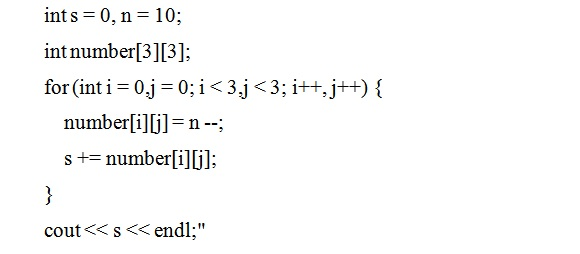 int s = 0, n = 10;
int number[3][3];
for (int i = 0,j = 0; i < 3,j < 3; i++, j++) {
number[i][j] = n --;
s += number[i][j];
}
cout << s << endl;"